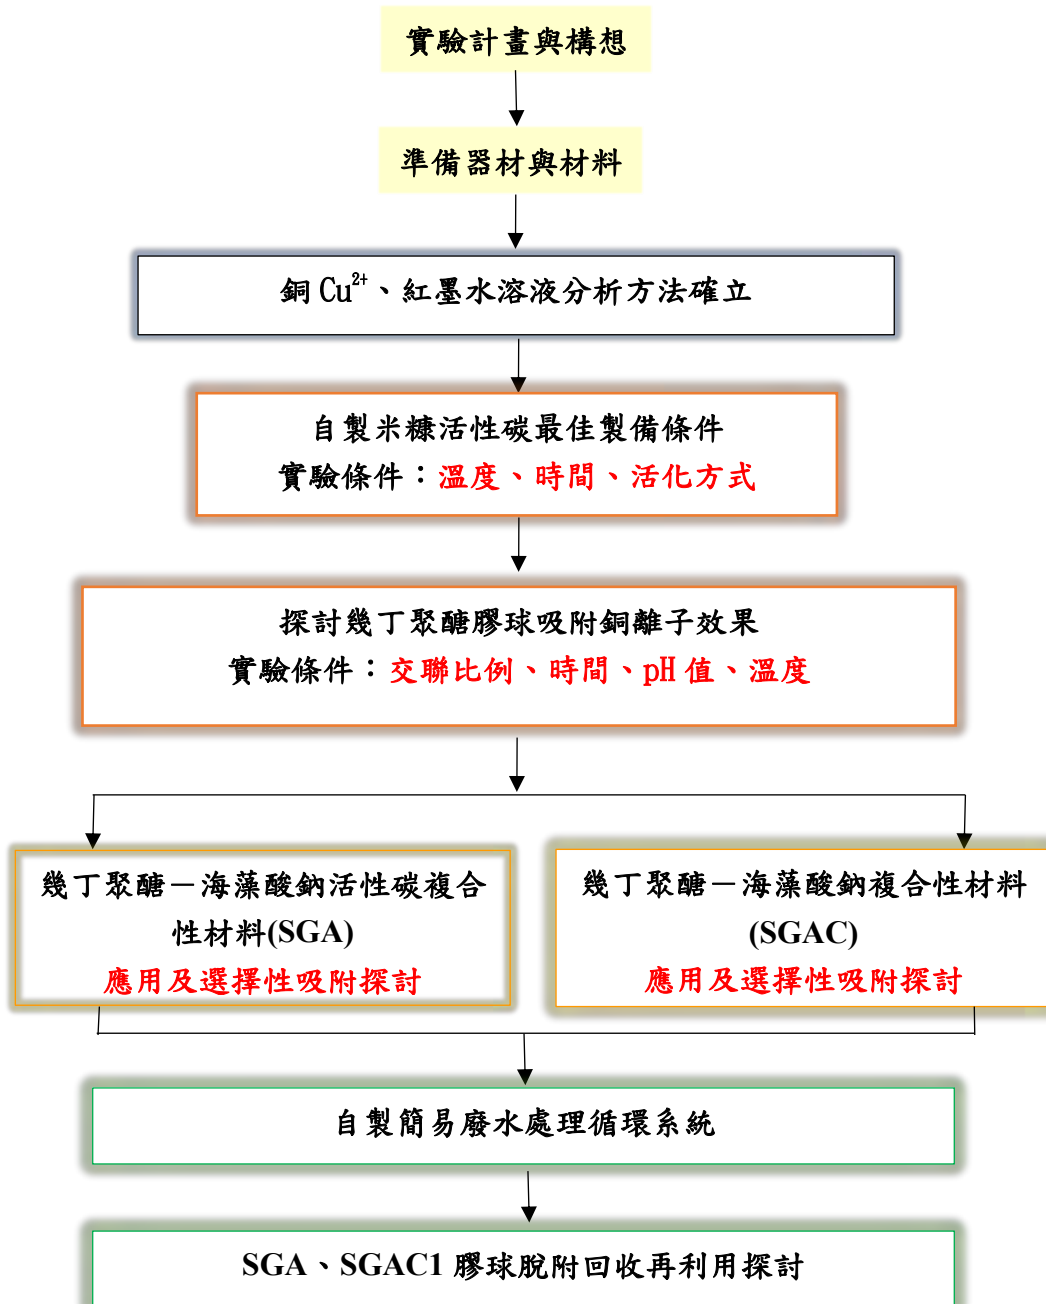 實驗計畫與構想
準備器材與材料
銅 Cu²⁺、紅墨水溶液分析方法確立
自製米糠活性碳最佳製備條件
實驗條件：溫度、時間、活化方式
探討幾丁聚醣膠球吸附銅離子效果
實驗條件：交聯比例、時間、pH 值、溫度
幾丁聚醣－海藻酸鈉活性碳複合
性材料(SGA)
應用及選擇性吸附探討
幾丁聚醣－海藻酸鈉複合性材料
(SGAC)
應用及選擇性吸附探討
自製簡易廢水處理循環系統
SGA、SGAC1 膠球脫附回收再利用探討